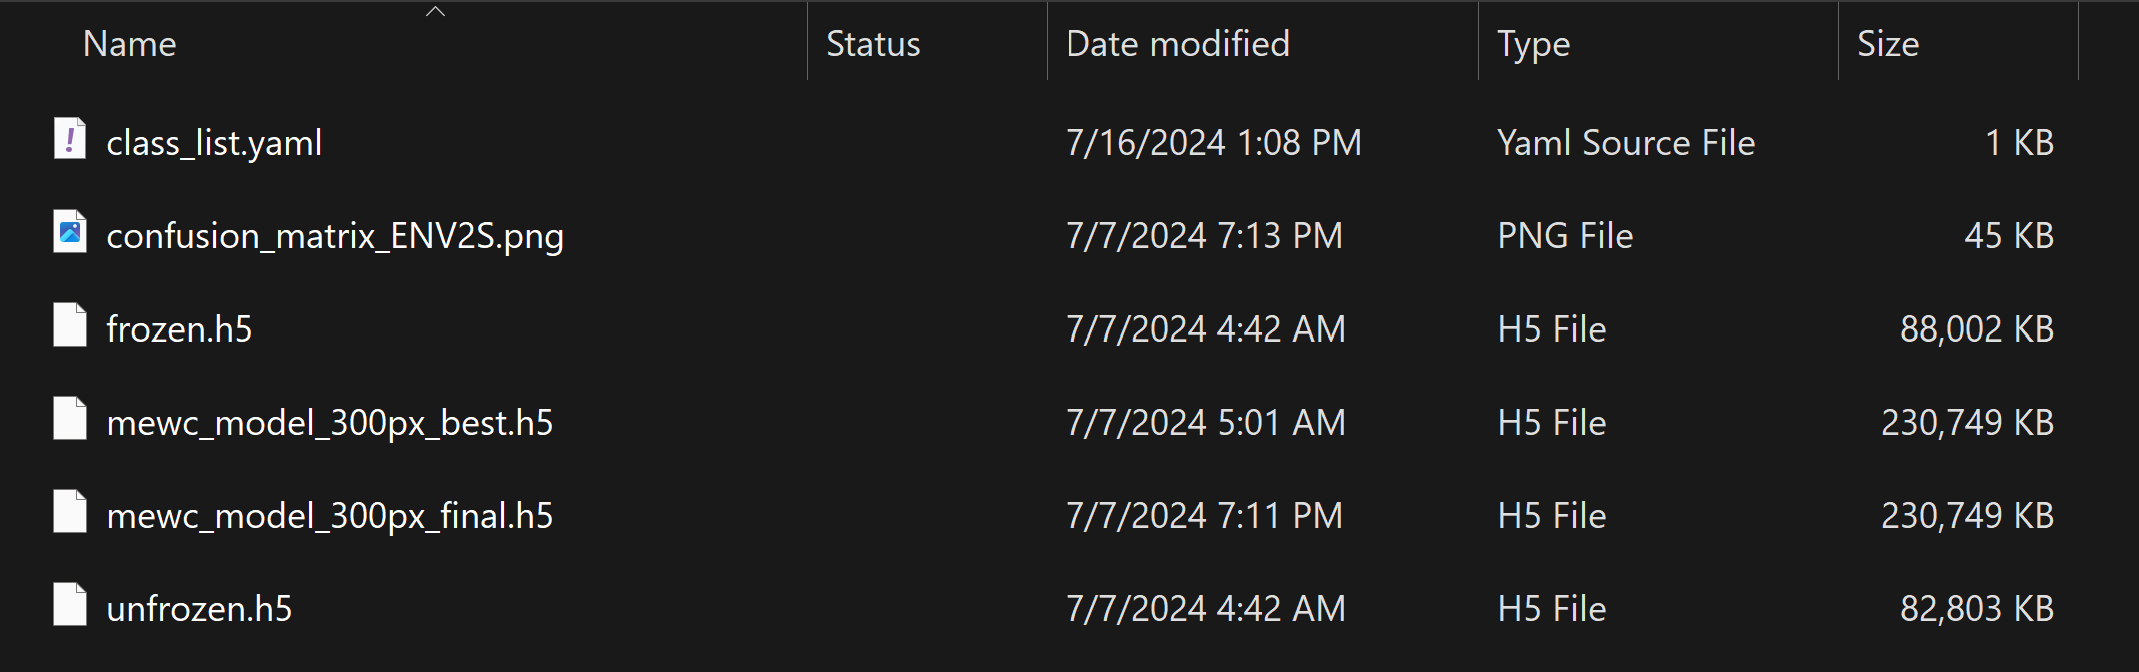 Name Status Date modified Type Size
class_list.yaml 7/16/2024 1:08 PM Yaml Source File 1 KB
confusion_matrix_ENV2S.png 7/7/2024 7:13 PM PNG File 45 KB
frozen.h5 7/7/2024 4:42 AM H5 File 88,002 KB
mewc_model_300px_best.h5 7/7/2024 5:01 AM H5 File 230,749 KB
mewc_model_300px_final.h5 7/7/2024 7:11 PM H5 File 230,749 KB
unfrozen.h5 7/7/2024 4:42 AM H5 File 82,803 KB